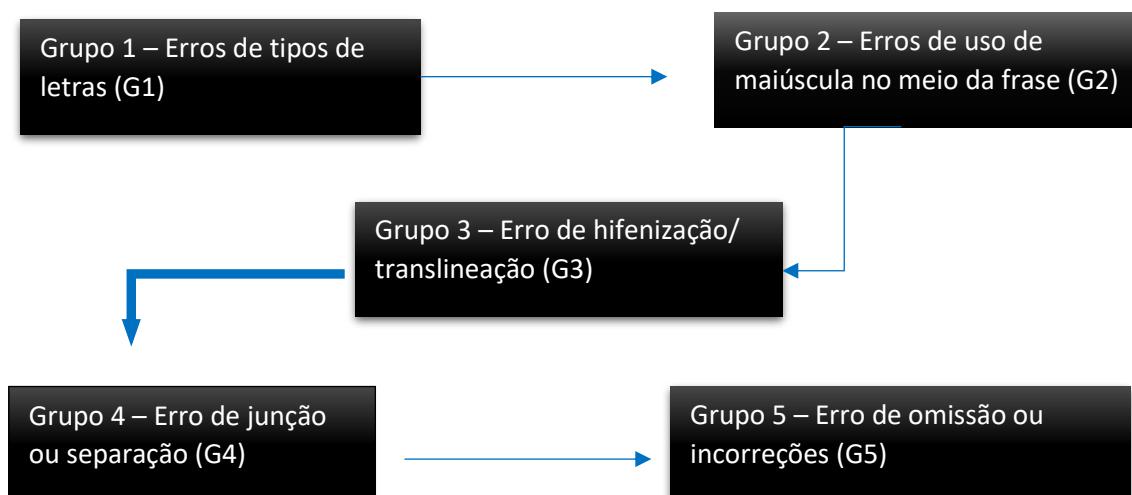 Grupo 1 – Erros de tipos de
letras (G1)
Grupo 2 – Erros de uso de
maiúscula no meio da frase (G2)
Grupo 3 – Erro de hifenização/
translineação (G3)
Grupo 4 – Erro de junção
ou separação (G4)
Grupo 5 – Erro de omissão ou
incorreções (G5)